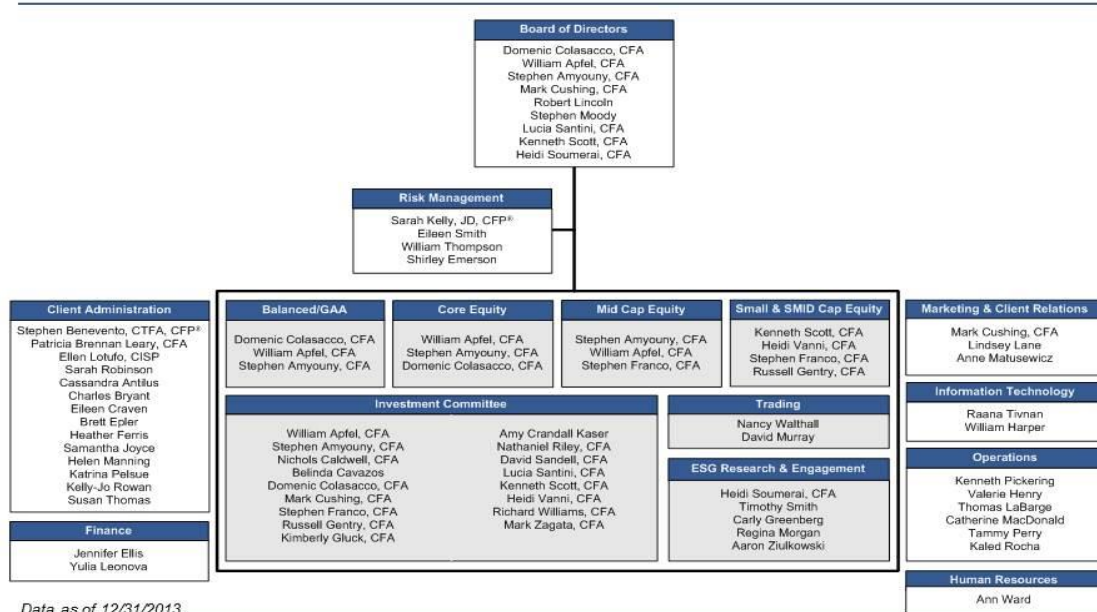 Board of Directors
Domenic Colasacco, CFA
William Apfel, CFA
Stephen Amyouny, CFA
Mark Cushing, CFA
Robert Lincoln
Stephen Moody
Lucia Santini, CFA
Kenneth Scott, CFA
Heidi Soumerai, CFA
Risk Management
Sarah Kelly, JD, CFP®
Eileen Smith
William Thompson
Shirley Emerson
Client Administration
Stephen Benevento, CTFA, CFP®
Patricia Brennan Leary, CFA
Ellen Lotufo, CISP
Sarah Robinson
Cassandra Antilus
Charles Bryant
Eileen Craven
Brett Epler
Heather Ferris
Samantha Joyce
Helen Manning
Katrina Pelsue
Kelly-Jo Rowan
Susan Thomas
Finance
Jennifer Ellis
Yulia Leonova
Balanced/GAA
Domenic Colasacco, CFA
William Apfel, CFA
Stephen Amyouny, CFA
Core Equity
William Apfel, CFA
Stephen Amyouny, CFA
Domenic Colasacco, CFA
Mid Cap Equity
Stephen Amyouny, CFA
William Apfel, CFA
Stephen Franco, CFA
Small & SMID Cap Equity
Kenneth Scott, CFA
Heidi Vanni, CFA
Stephen Franco, CFA
Russell Gentry, CFA
Investment Committee
William Apfel, CFA
Stephen Amyouny, CFA
Nichols Caldwell, CFA
Belinda Cavazos
Domenic Colasacco, CFA
Mark Cushing, CFA
Stephen Franco, CFA
Russell Gentry, CFA
Kimberly Gluck, CFA
Amy Crandall Kaser
Nathaniel Riley, CFA
David Sandell, CFA
Lucia Santini, CFA
Kenneth Scott, CFA
Heidi Vanni, CFA
Richard Williams, CFA
Mark Zagata, CFA
Trading
Nancy Walthall
David Murray
ESG Research & Engagement
Heidi Soumerai, CFA
Timothy Smith
Carly Greenberg
Regina Morgan
Aaron Ziulkowski
Marketing & Client Relations
Mark Cushing, CFA
Lindsey Lane
Anne Matusewicz
Information Technology
Raana Tivnan
William Harper
Operations
Kenneth Pickering
Valerie Henry
Thomas LaBarge
Catherine MacDonald
Tammy Perry
Kaled Rocha
Human Resources
Ann Ward
Data as of 12/31/2013